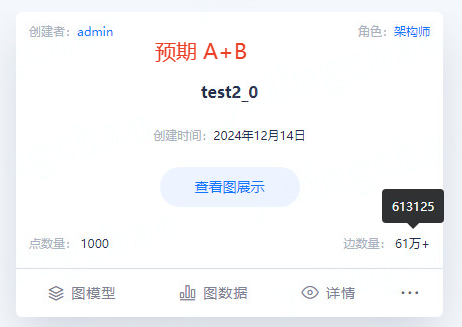 创建者：admin
角色：架构师
预期 A+B
test2_0
创建时间：2024年12月14日
查看图展示
613125
点数量： 1000
边数量： 61万+
图模型
图数据
详情
···